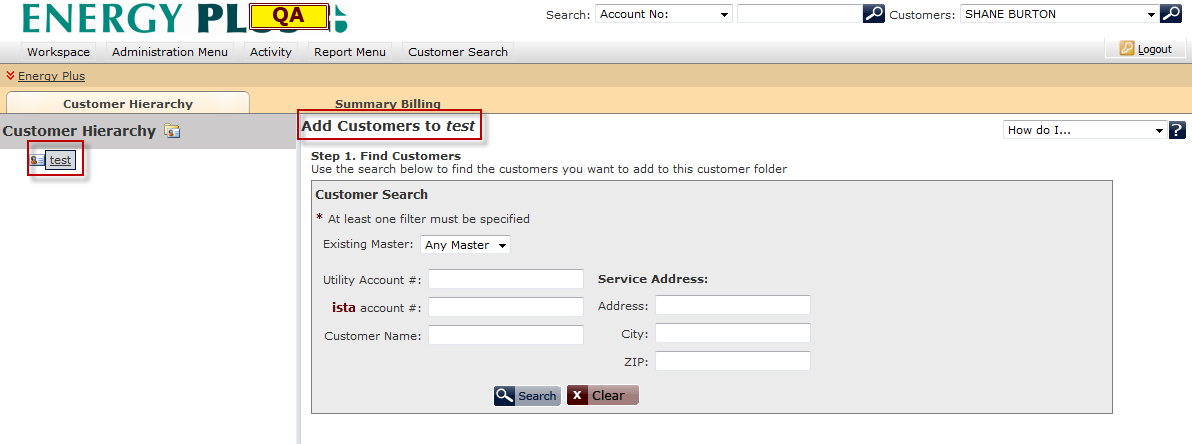 ENERGY PLUS QA Search: Account No: Customers: SHANE BURTON
Workspace Administration Menu Activity Report Menu Customer Search Logout
Energy Plus
Customer Hierarchy Summary Billing
Customer Hierarchy
test
Add Customers to test
How do I... ?
Step 1. Find Customers
Use the search below to find the customers you want to add to this customer folder
Customer Search
* At least one filter must be specified
Existing Master: Any Master
Utility Account #:
ista account #:
Customer Name:
Service Address:
Address:
City:
ZIP:
Search X Clear